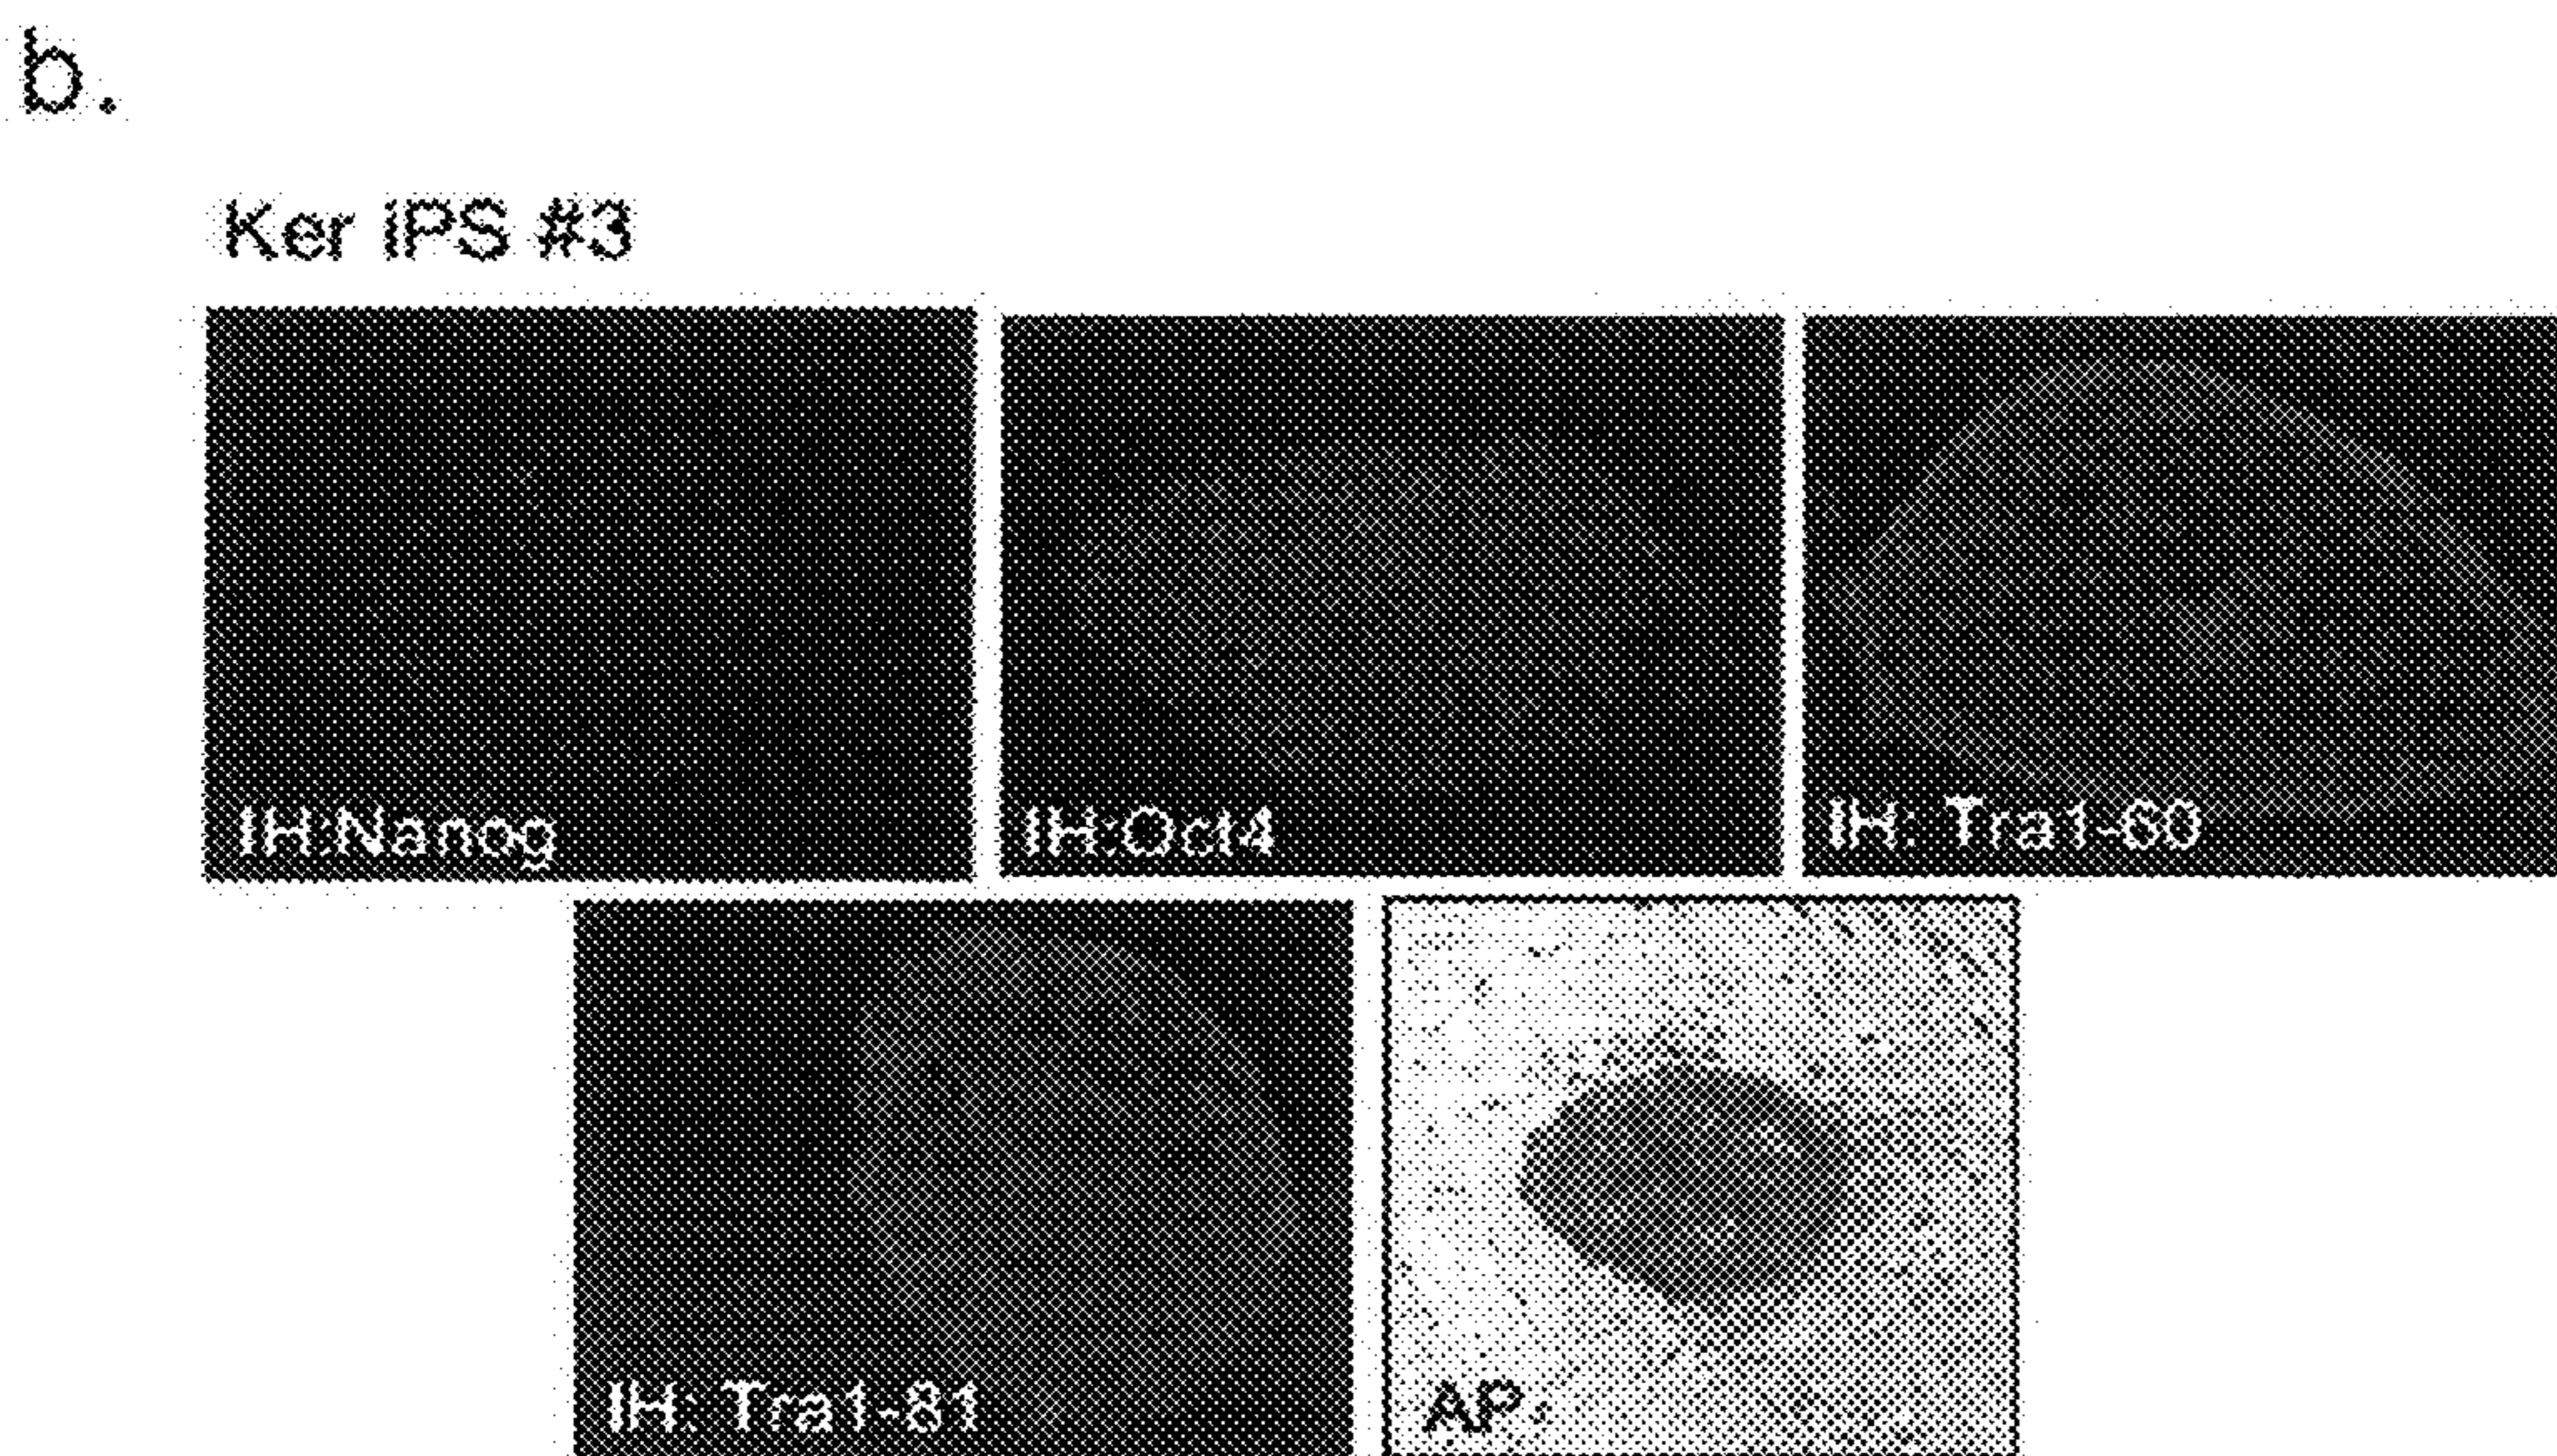 b.
Ker iPS #3
IH:Nanog
IH:Oct4
IH: Tra1-60
IH: Tra1-81
AP